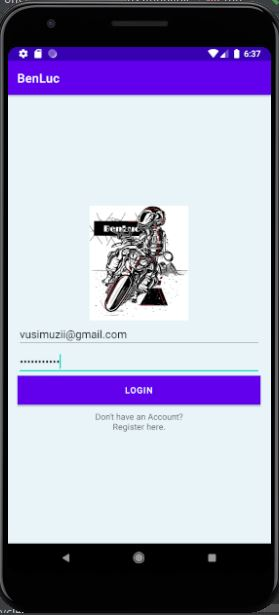 6:37
BenLuc
BenLuc
vusimuzii@gmail.com
•••••••••••
LOGIN
Don't have an Account?
Register here.